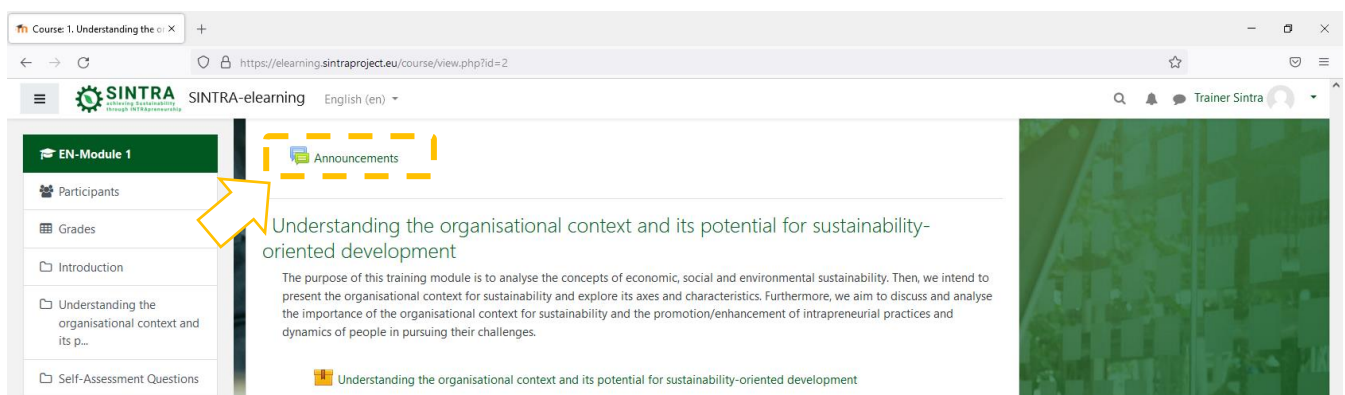 Course: 1. Understanding the or
https://elearning.sintraproject.eu/course/view.php?id=2
SINTRA
achieving Sustainability
through INTRApreneurship
SINTRA-elearning
English (en)
Trainer Sintra
EN-Module 1
Participants
Grades
Introduction
Understanding the
organisational context and
its p...
Self-Assessment Questions
Announcements
Understanding the organisational context and its potential for sustainability-
oriented development
The purpose of this training module is to analyse the concepts of economic, social and environmental sustainability. Then, we intend to
present the organisational context for sustainability and explore its axes and characteristics. Furthermore, we aim to discuss and analyse
the importance of the organisational context for sustainability and the promotion/enhancement of intrapreneurial practices and
dynamics of people in pursuing their challenges.
Understanding the organisational context and its potential for sustainability-oriented development